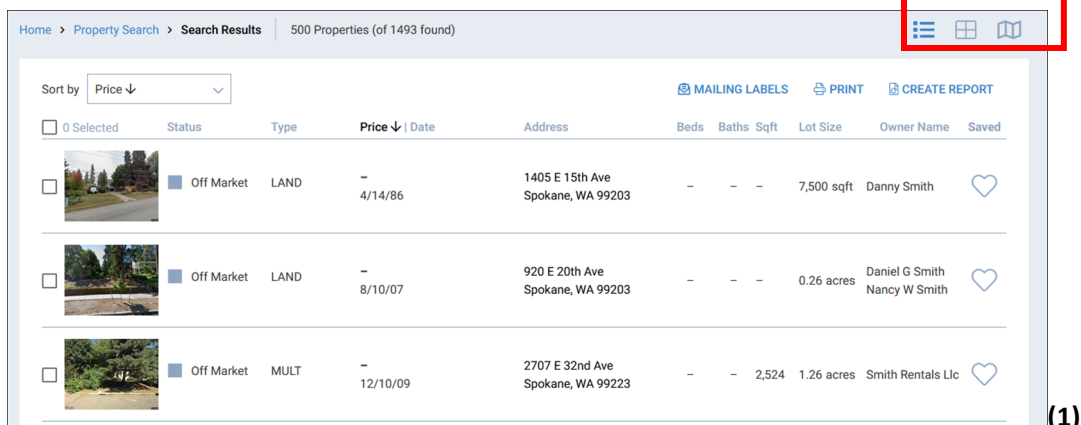 Home > Property Search > Search Results 500 Properties (of 1493 found)
Sort by Price ↓ MAILING LABELS PRINT CREATE REPORT
0 Selected Status Type Price ↓ | Date Address Beds Baths Sqft Lot Size Owner Name Saved
Off Market LAND – 4/14/86 1405 E 15th Ave Spokane, WA 99203 – – – 7,500 sqft Danny Smith
Off Market LAND – 8/10/07 920 E 20th Ave Spokane, WA 99203 – – – 0.26 acres Daniel G Smith Nancy W Smith
Off Market MULT – 12/10/09 2707 E 32nd Ave Spokane, WA 99223 – – 2,524 1.26 acres Smith Rentals Llc
(1)